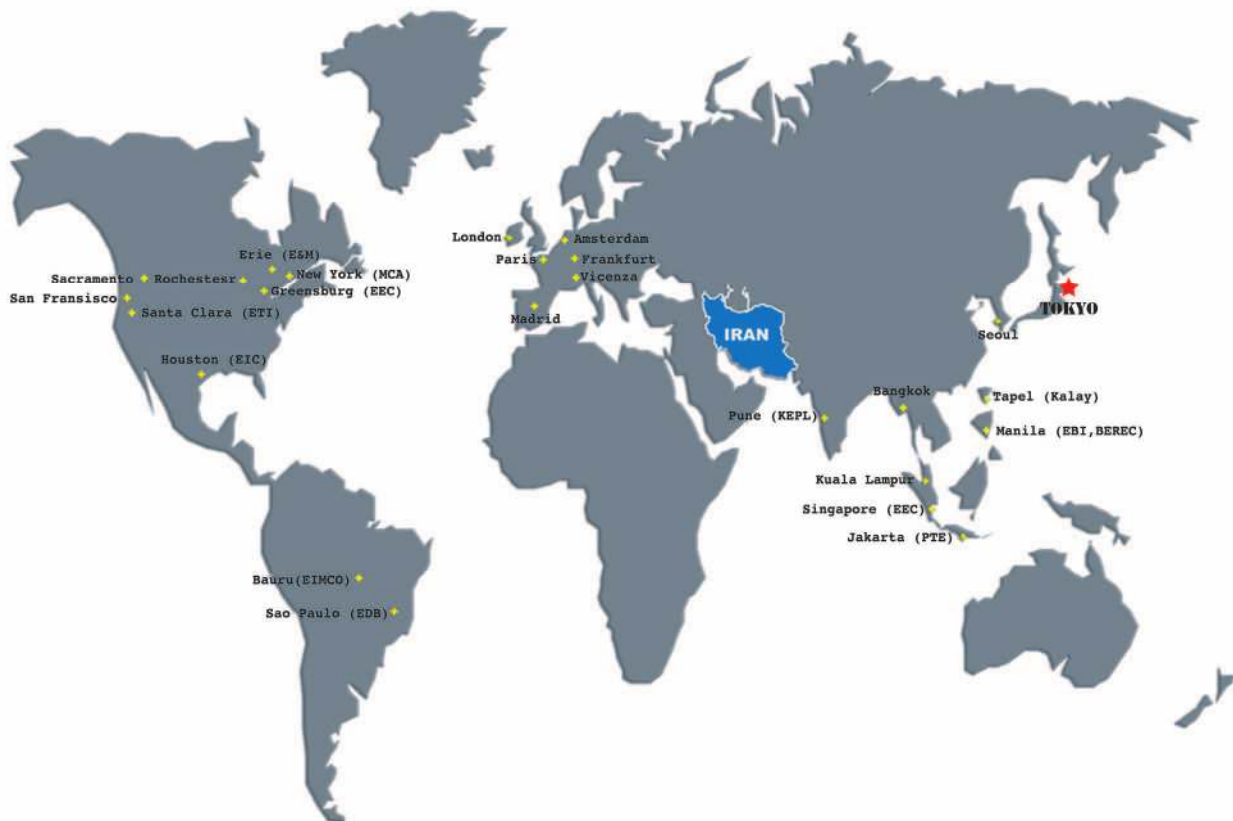 London
Amsterdam
Erie (E&M)
Paris
Frankfurt
Sacramento
Rochestesr
New York (MCA)
Vicenza
Greensburg (EEC)
San Fransisco
Santa Clara (ETI)
Madrid
TOKYO
IRAN
Seoul
Houston (EIC)
Bangkok
Tapel (Kalay)
Pune (KEPL)
Manila (EBI,BEREC)
Kuala Lampur
Singapore (EEC)
Jakarta (PTE)
Bauru(EIMCO)
Sao Paulo (EDB)